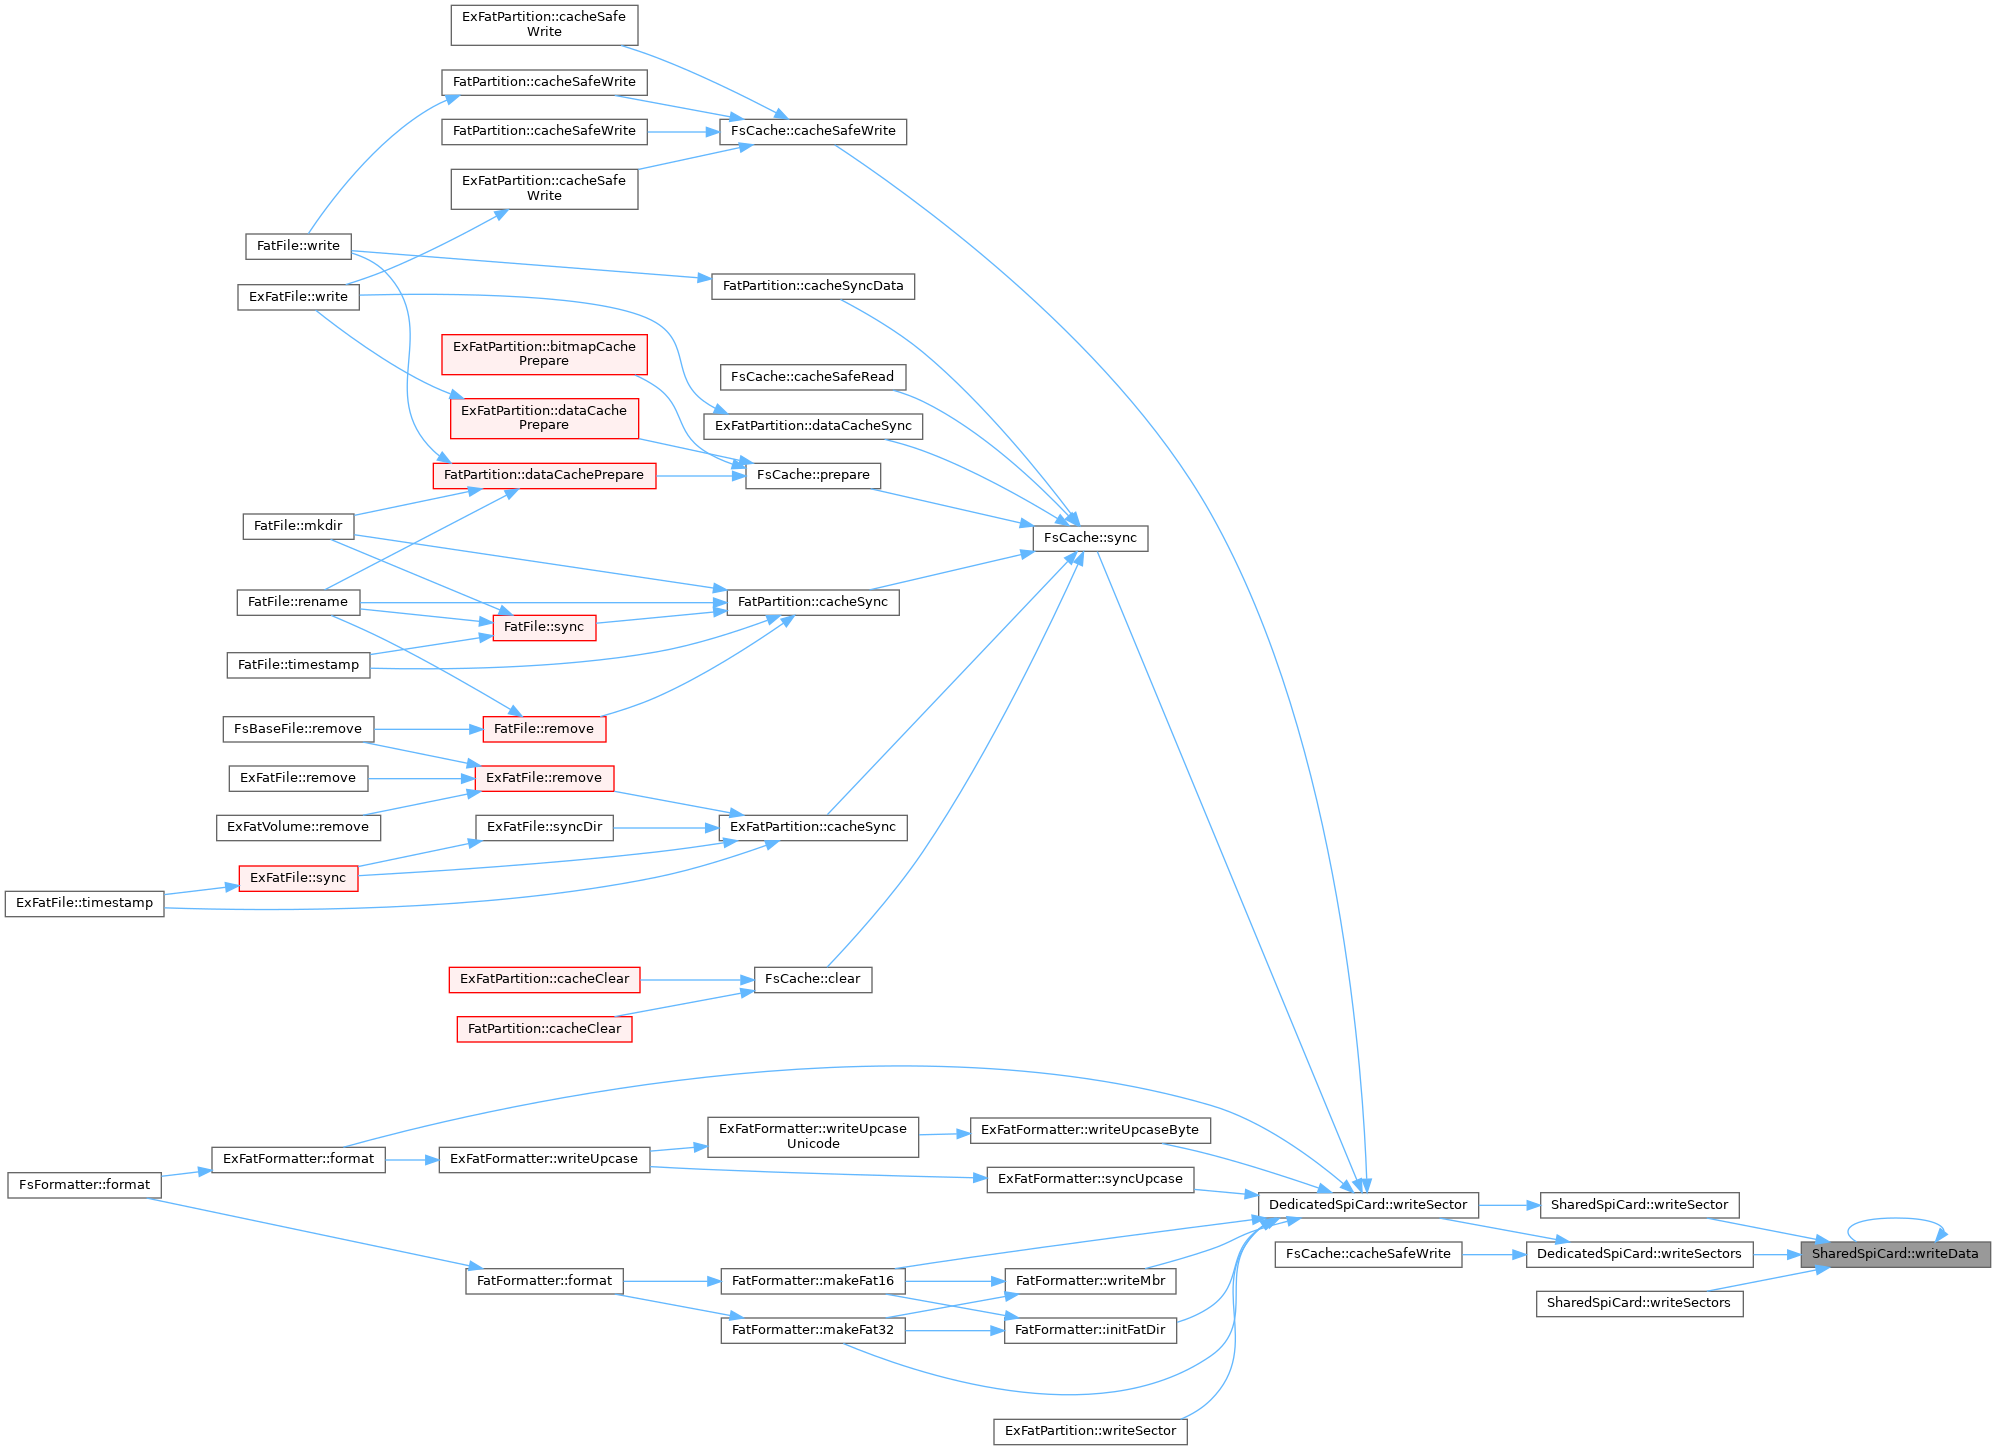 ExFatPartition::cacheSafe
Write
FatPartition::cacheSafeWrite
FatPartition::cacheSafeWrite
FsCache::cacheSafeWrite
ExFatPartition::cacheSafe
Write
FatFile::write
FatPartition::cacheSyncData
ExFatFile::write
ExFatPartition::bitmapCache
Prepare
FsCache::cacheSafeRead
ExFatPartition::dataCache
Prepare
ExFatPartition::dataCacheSync
FatPartition::dataCachePrepare
FsCache::prepare
FatFile::mkdir
FsCache::sync
FatFile::rename
FatPartition::cacheSync
FatFile::sync
FatFile::timestamp
FsBaseFile::remove
FatFile::remove
ExFatFile::remove
ExFatFile::remove
ExFatVolume::remove
ExFatFile::syncDir
ExFatPartition::cacheSync
ExFatFile::sync
ExFatFile::timestamp
ExFatPartition::cacheClear
FsCache::clear
FatPartition::cacheClear
ExFatFormatter::writeUpcase
Unicode
ExFatFormatter::writeUpcaseByte
ExFatFormatter::format
ExFatFormatter::writeUpcase
FsFormatter::format
ExFatFormatter::syncUpcase
DedicatedSpiCard::writeSector
SharedSpiCard::writeSector
FsCache::cacheSafeWrite
DedicatedSpiCard::writeSectors
SharedSpiCard::writeData
FatFormatter::format
FatFormatter::makeFat16
FatFormatter::writeMbr
SharedSpiCard::writeSectors
FatFormatter::makeFat32
FatFormatter::initFatDir
ExFatPartition::writeSector